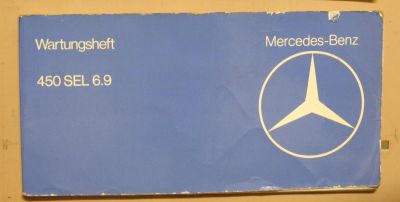 Wartungsheft
450 SEL 6.9
Mercedes-Benz